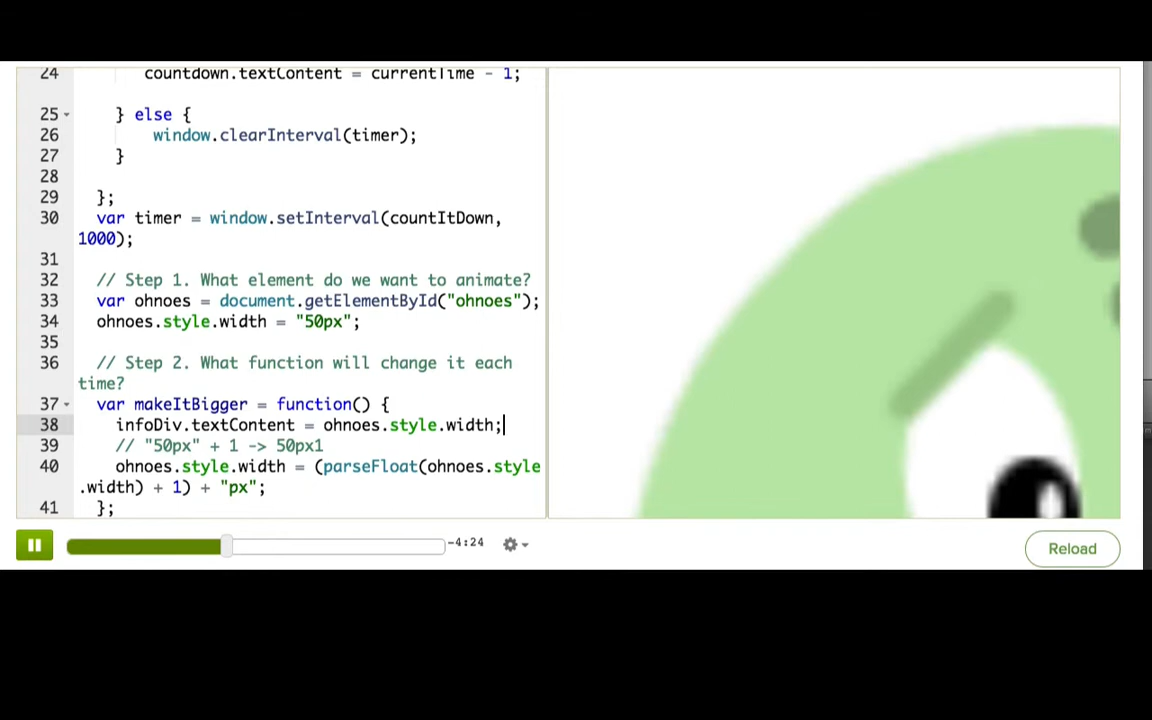 24 countdown.textContent = currentTime - 1;
25 } else {
26 window.clearInterval(timer);
27 }
28
29 };
30 var timer = window.setInterval(countItDown,
1000);
31
32 // Step 1. What element do we want to animate?
33 var ohnoes = document.getElementById("ohnoes");
34 ohnoes.style.width = "50px";
35
36 // Step 2. What function will change it each
time?
37 var makeItBigger = function() {
38 infoDiv.textContent = ohnoes.style.width;
39 // "50px" + 1 -> 50px1
40 ohnoes.style.width = (parseFloat(ohnoes.style
.width) + 1) + "px";
41 };
-4:24
Reload